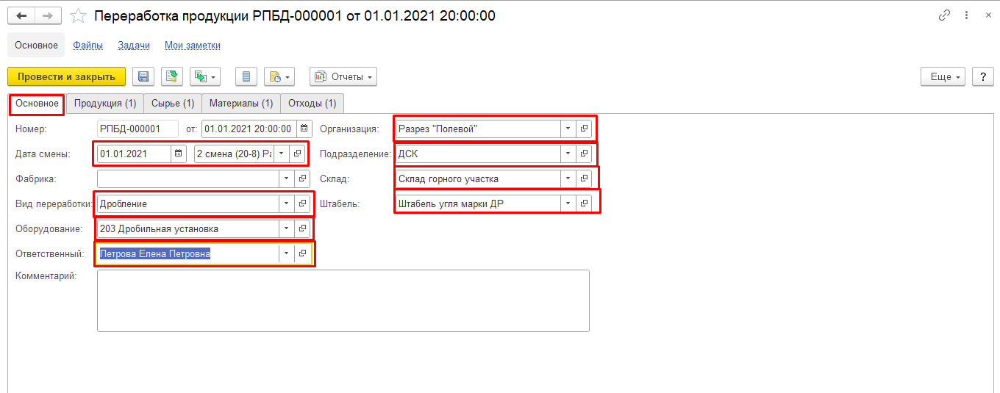 Переработка продукции РПБД-000001 от 01.01.2021 20:00:00
Основное Файлы Задачи Мои заметки
Провести и закрыть Отчеты Еще ?
Основное Продукция (1) Сырье (1) Материалы (1) Отходы (1)
Номер: РПБД-000001 от: 01.01.2021 20:00:00 Организация: Разрез "Полевой"
Дата смены: 01.01.2021 2 смена (20-8) Ра Подразделение: ДСК
Фабрика: Склад: Склад горного участка
Вид переработки: Дробление Штабель: Штабель угля марки ДР
Оборудование: 203 Дробильная установка
Ответственный: Петрова Елена Петровна
Комментарий: